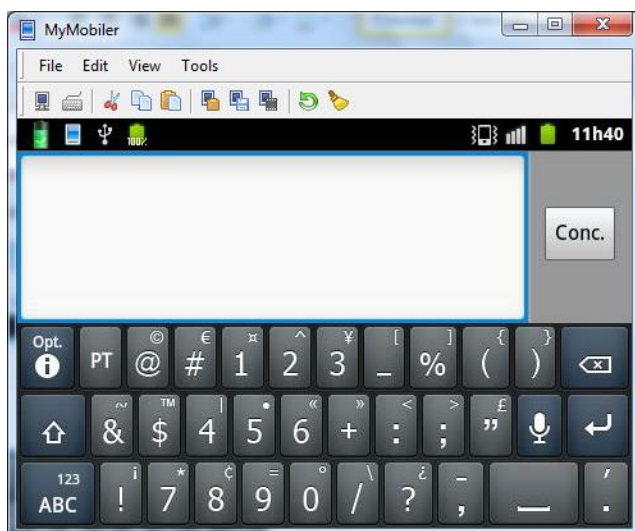 MyMobiler
File Edit View Tools
100% 11h40
Conc.
© € ¤ ^ ¥ [ ] { }
Opt. PT @ # 1 2 3 _ % ( )
~ ™ | • « » < > £
& $ 4 5 6 + : ; ”
123 ¡ * ¢ = ° \ ¿ _ ′
ABC ! 7 8 9 0 / ? , .